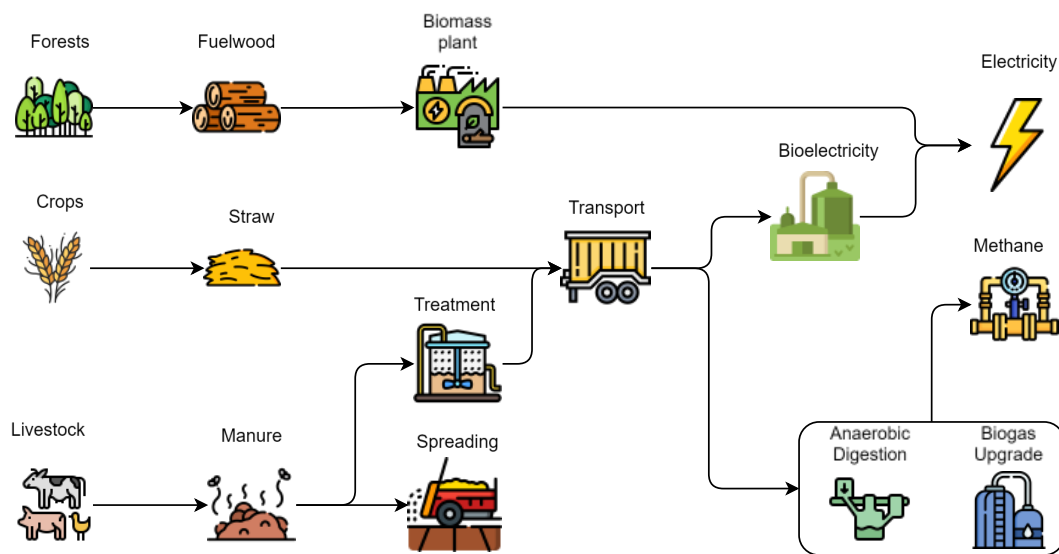 Forests
Fuelwood
Biomass
plant
Electricity
Bioelectricity
Crops
Straw
Transport
Methane
Treatment
Livestock
Manure
Spreading
Anaerobic
Digestion
Biogas
Upgrade